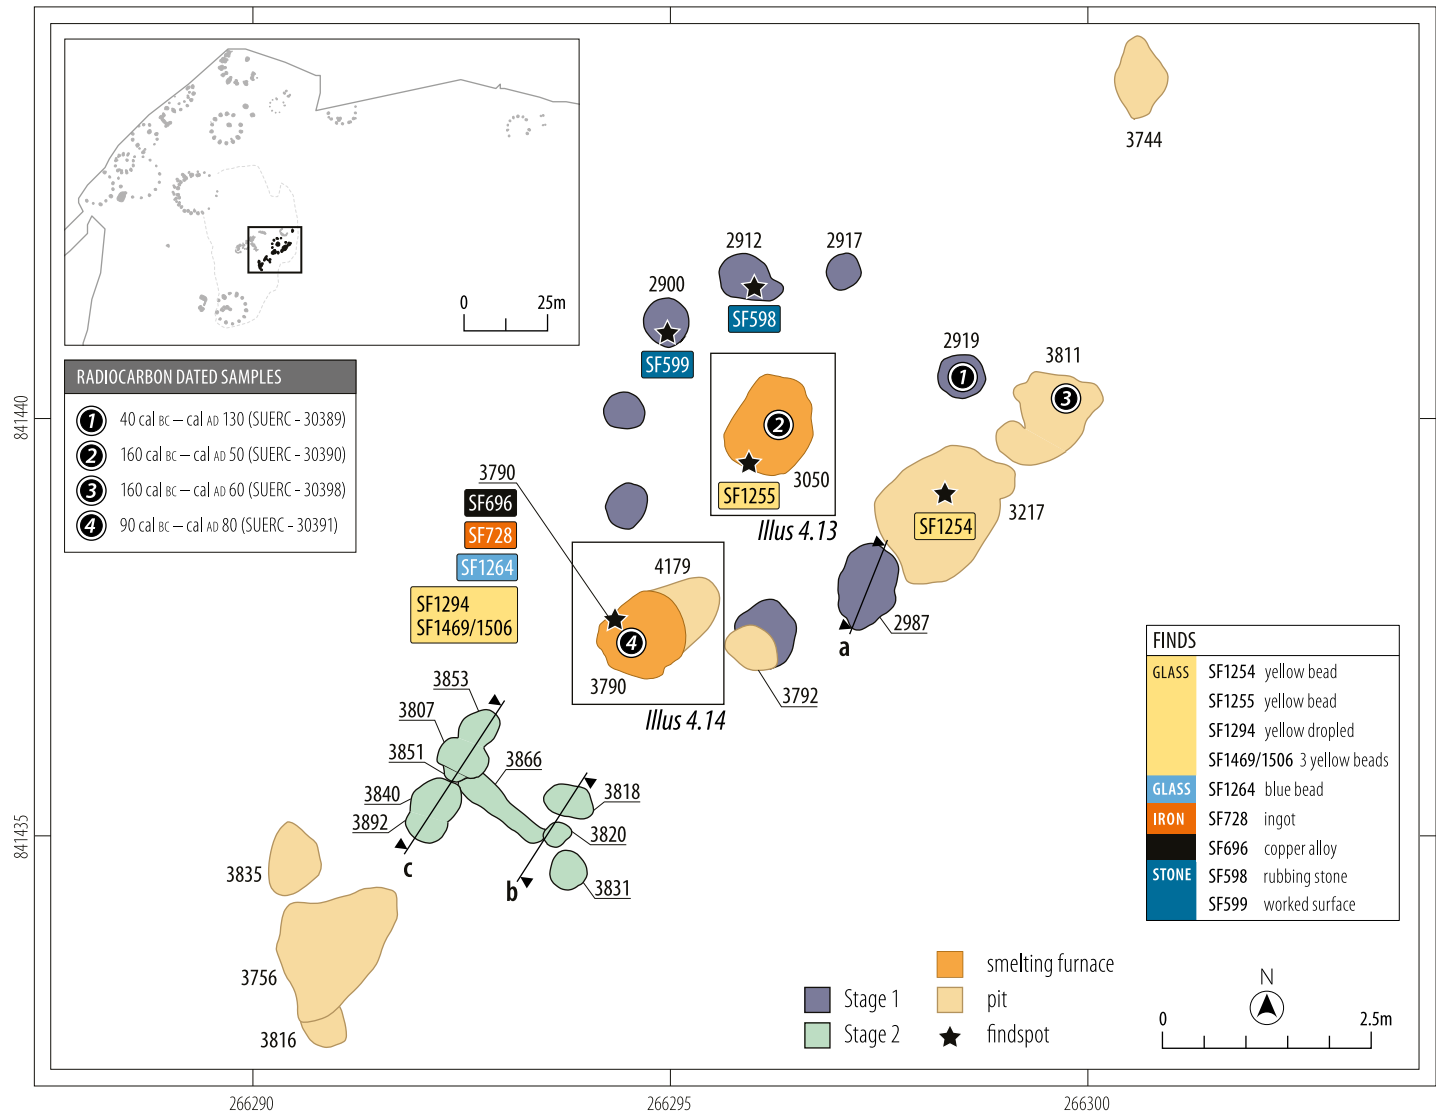 0 25m
RADIOCARBON DATED SAMPLES
1 40 cal BC – cal AD 130 (SUERC - 30389)
2 160 cal BC – cal AD 50 (SUERC - 30390)
3 160 cal BC – cal AD 60 (SUERC - 30398)
4 90 cal BC – cal AD 80 (SUERC - 30391)
3744
2912
2917
2900
SF598
SF599
2919
3811
1
3
2
3050
SF1255
Illus 4.13
SF1254
3217
3790
SF696
SF728
SF1264
SF1294
SF1469/1506
4179
4
3790
Illus 4.14
3792
2987
a
3853
3807
3851
3866
3840
3892
3818
3820
3831
c
b
3835
3756
3816
FINDS
GLASS SF1254 yellow bead
SF1255 yellow bead
SF1294 yellow dropled
SF1469/1506 3 yellow beads
GLASS SF1264 blue bead
IRON SF728 ingot
SF696 copper alloy
STONE SF598 rubbing stone
SF599 worked surface
smelting furnace
Stage 1
pit
Stage 2
findspot
N
0 2.5m
841440
841435
266290
266295
266300